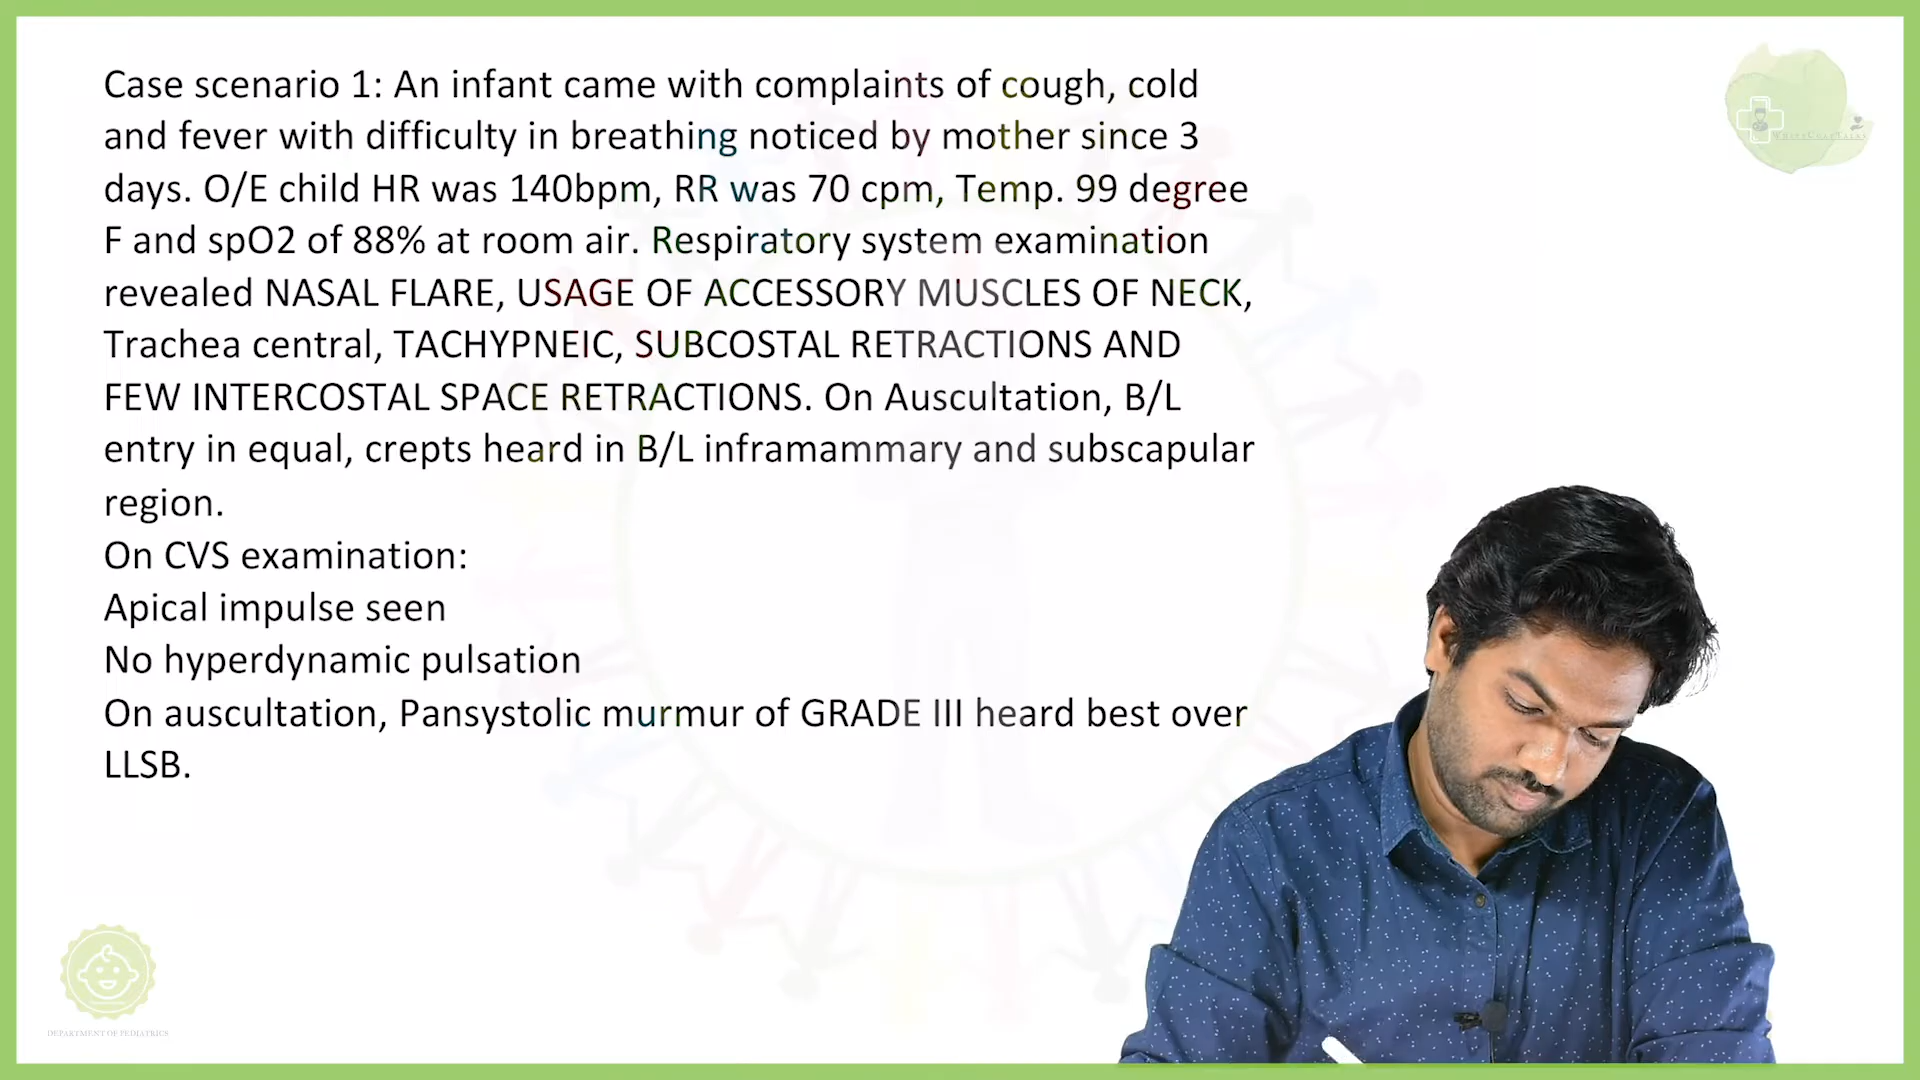 Case scenario 1: An infant came with complaints of cough, cold
and fever with difficulty in breathing noticed by mother since 3
days. O/E child HR was 140bpm, RR was 70 cpm, Temp. 99 degree
F and spO2 of 88% at room air. Respiratory system examination
revealed NASAL FLARE, USAGE OF ACCESSORY MUSCLES OF NECK,
Trachea central, TACHYPNEIC, SUBCOSTAL RETRACTIONS AND
FEW INTERCOSTAL SPACE RETRACTIONS. On Auscultation, B/L
entry in equal, crepts heard in B/L inframammary and subscapular
region.
On CVS examination:
Apical impulse seen
No hyperdynamic pulsation
On auscultation, Pansystolic murmur of GRADE III heard best over
LLSB.
DEPARTMENT OF PEDIATRICS